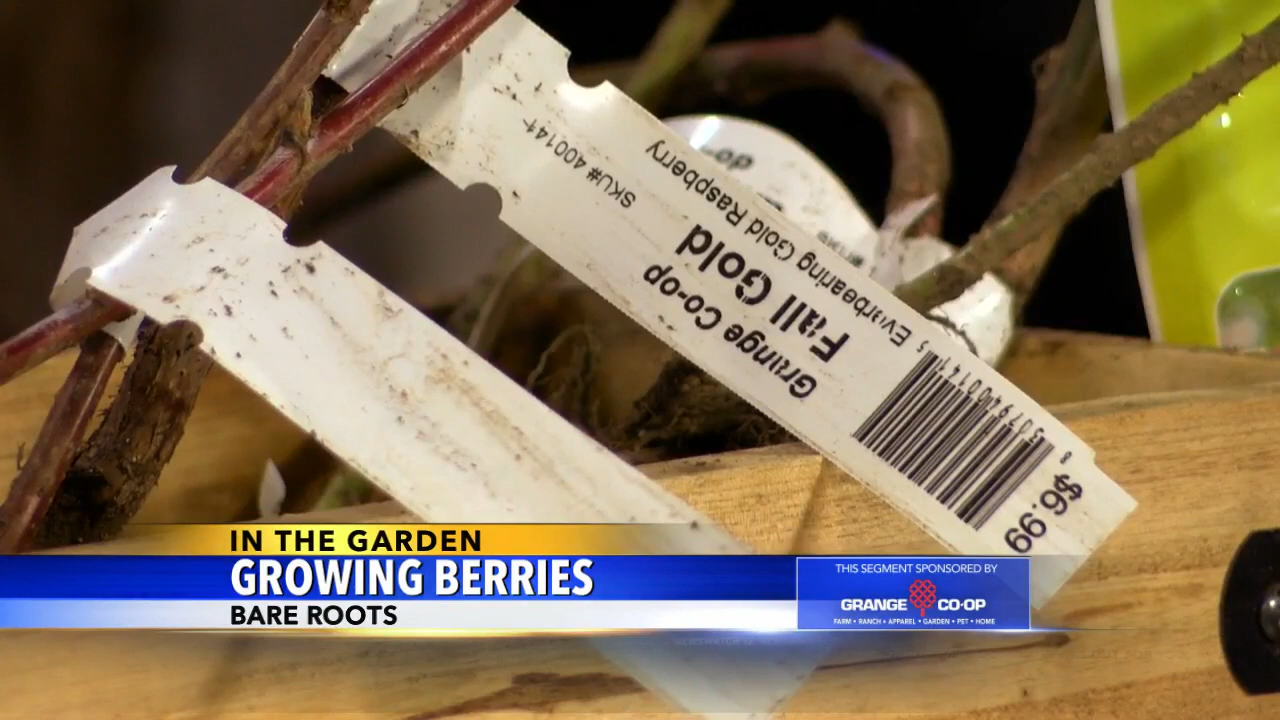 SKU# 400144
Grange Co-op
Fall Gold
Everbearing Gold Raspberry
$6.99
IN THE GARDEN
GROWING BERRIES
BARE ROOTS
THIS SEGMENT SPONSORED BY
GRANGE CO-OP
FARM • RANCH • APPAREL • GARDEN • PET • HOME